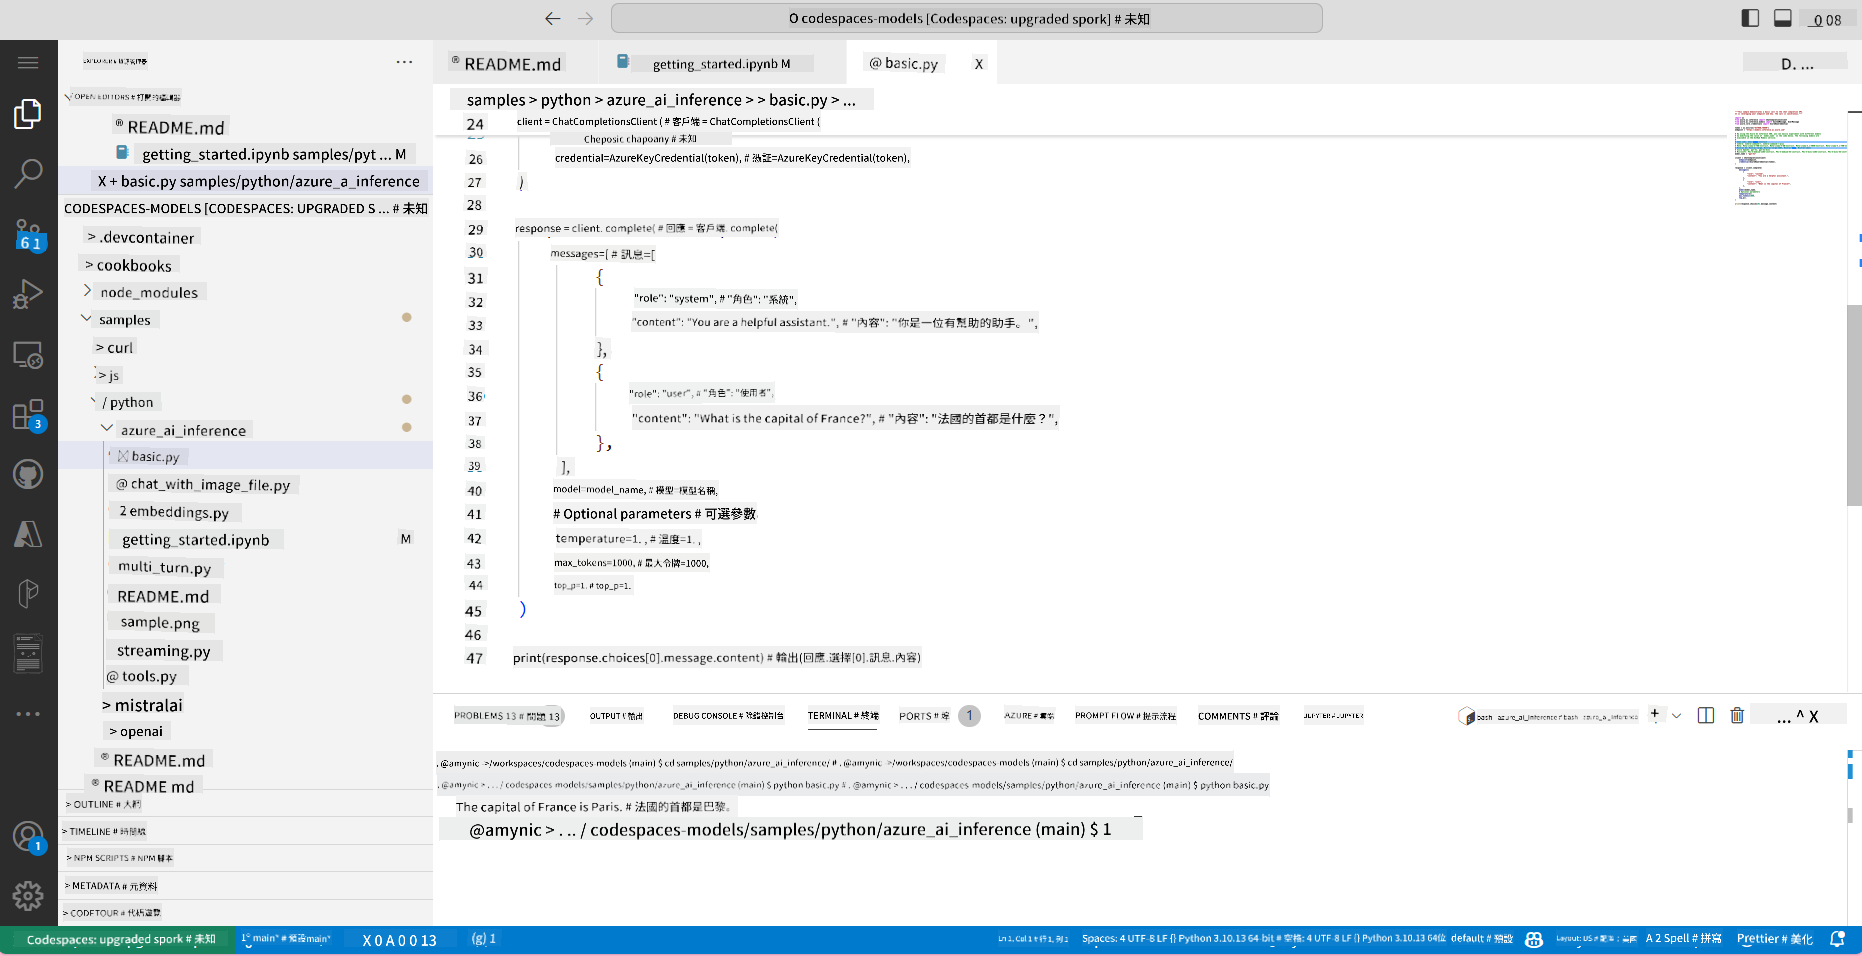 O codespaces-models [Codespaces: upgraded spork] # 未知
0 08
EXPLORER # 檔案總管
...
README.md
getting_started.ipynb M
@ basic.py X
D. ...
OPEN EDITORS # 打開的編輯器
README.md
getting_started.ipynb samples/pyt ... M
X + basic.py samples/python/azure_a_inference
CODESPACES-MODELS [CODESPACES: UPGRADED S ... # 未知
> .devcontainer
> cookbooks
> node_modules
samples
> curl
> js
/ python
azure_ai_inference
basic.py
@ chat_with_image_file.py
2 embeddings.py
getting_started.ipynb M
multi_turn.py
README.md
sample.png
streaming.py
@ tools.py
> mistralai
> openai
README.md
README md
> OUTLINE # 大綱
> TIMELINE # 時間軸
> NPM SCRIPTS # NPM 腳本
> METADATA # 元資料
> CODETOUR # 代碼遊覽
61
3
1
samples > python > azure_ai_inference > > basic.py > ...
24 client = ChatCompletionsClient ( # 客戶端 = ChatCompletionsClient (
Cheposic chapoany # 未知
26 credential=AzureKeyCredential(token), # 憑証=AzureKeyCredential(token),
27 )
28
29 response = client. complete( # 回應 = 客戶端. complete(
30 messages=[ # 訊息=[
31 {
32 "role": "system", # "角色": "系統",
33 "content": "You are a helpful assistant.", # "內容": "你是一位有幫助的助手。",
34 },
35 {
36 "role": "user", # "角色": "使用者",
37 "content": "What is the capital of France?", # "內容": "法國的首都是什麼？",
38 },
39 ],
40 model=model_name, # 模型=模型名稱,
41 # Optional parameters # 可選參數
42 temperature=1. , # 溫度=1. ,
43 max_tokens=1000, # 最大令牌=1000,
44 top_p=1. # top_p=1.
45 )
46
47 print(response.choices[0].message.content) # 輸出(回應.選擇[0].訊息.內容)
PROBLEMS 13 # 問題 13 OUTPUT # 輸出 DEBUG CONSOLE # 除錯控制台 TERMINAL # 終端 PORTS # 埠 1 AZURE # 雲端 PROMPT FLOW # 提示流程 COMMENTS # 評論 JUPYTER # JUPYTER
bash - azure_ai_inference # bash - azure_ai_inference + ... ^ X
. @amynic ->/workspaces/codespaces-models (main) $ cd samples/python/azure_ai_inference/ # . @amynic ->/workspaces/codespaces-models (main) $ cd samples/python/azure_ai_inference/
. @amynic > ... / codespaces models/samples/python/azure_ai_inference (main) $ python basic.py # . @amynic > ... / codespaces models/samples/python/azure_ai_inference (main) $ python basic.py
The capital of France is Paris. # 法國的首都是巴黎。
@amynic > . .. / codespaces-models/samples/python/azure_ai_inference (main) $ 1
Codespaces: upgraded spork # 未知 main* # 預設main* X 0 A 0 0 13 (g) 1 Ln 1, Col 1 # 行 1, 列 1 Spaces: 4 UTF-8 LF {} Python 3.10.13 64-bit # 空格: 4 UTF-8 LF {} Python 3.10.13 64位 default # 預設 Layout: US # 配置：美國 A 2 Spell # 拼寫 Prettier # 美化